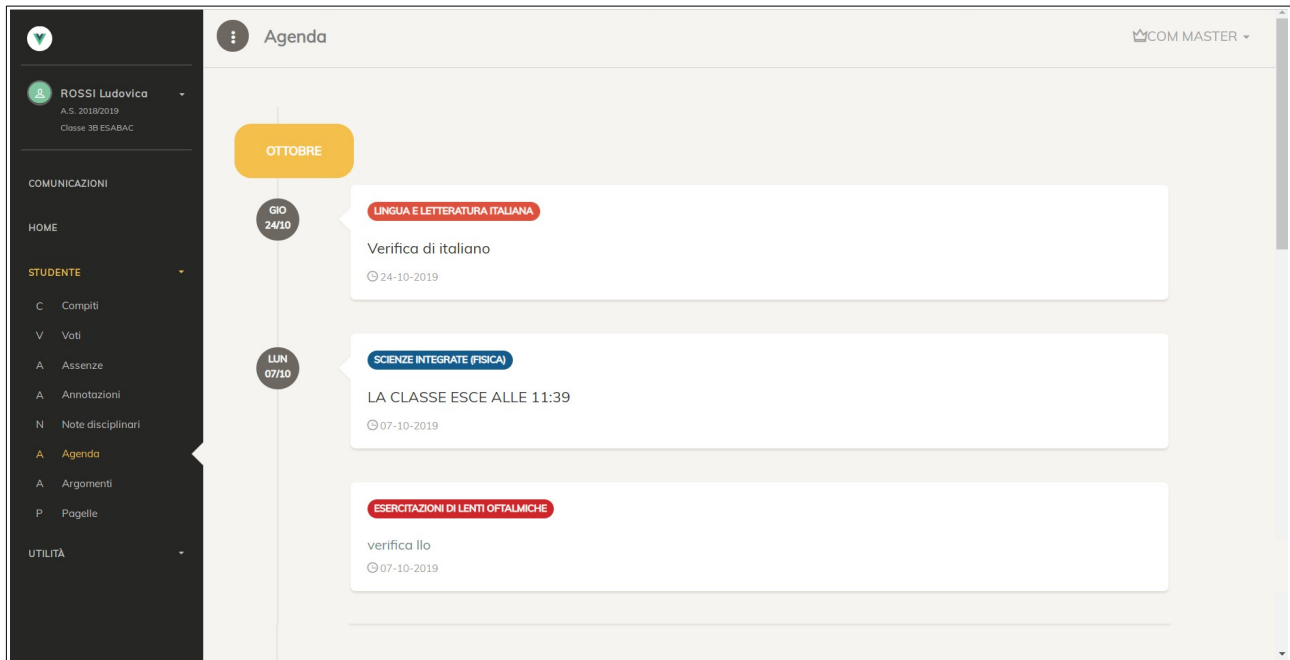 ROSSI Ludovica
A.S. 2018/2019
Classe 3B ESABAC
COMUNICAZIONI
HOME
STUDENTE
C Compiti
V Voti
A Assenze
A Annotazioni
N Note disciplinari
A Agenda
A Argomenti
P Pagelle
UTILITÀ
Agenda
COM MASTER
OTTOBRE
GIO
24/10
LINGUA E LETTERATURA ITALIANA
Verifica di italiano
24-10-2019
LUN
07/10
SCIENZE INTEGRATE (FISICA)
LA CLASSE ESCE ALLE 11:39
07-10-2019
ESERCITAZIONI DI LENTI OFTALMICHE
verifica llo
07-10-2019